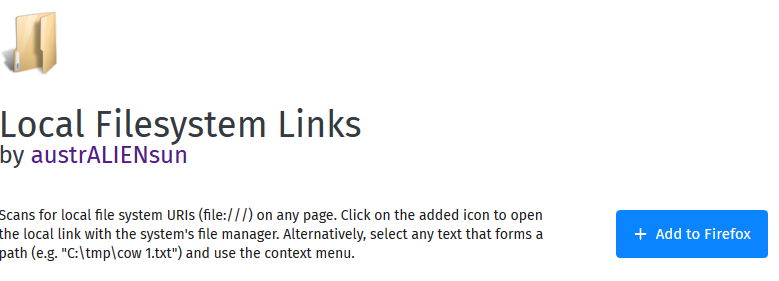 Local Filesystem Links
by austrALIENsun
Scans for local file system URIs (file:///) on any page. Click on the added icon to open
the local link with the system's file manager. Alternatively, select any text that forms a
path (e.g. "C:\tmp\cow 1.txt") and use the context menu.
+ Add to Firefox